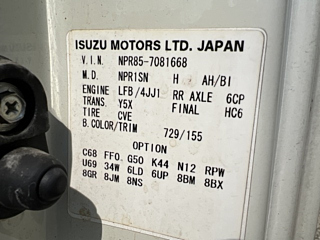 ISUZU MOTORS LTD. JAPAN
V.I.N. NPR85-7081668
M.D. NPR1SN H AH/BI
ENGINE LFB/4JJ1 RR AXLE 6CP
TRANS. Y5X FINAL HC6
TIRE CVE
B.COLOR/TRIM 729/155
OPTION
C68 FFO G50 K44 N12 RPW
U69 34W 6LD 6UP 8BM 8BX
8GR 8JM 8NS